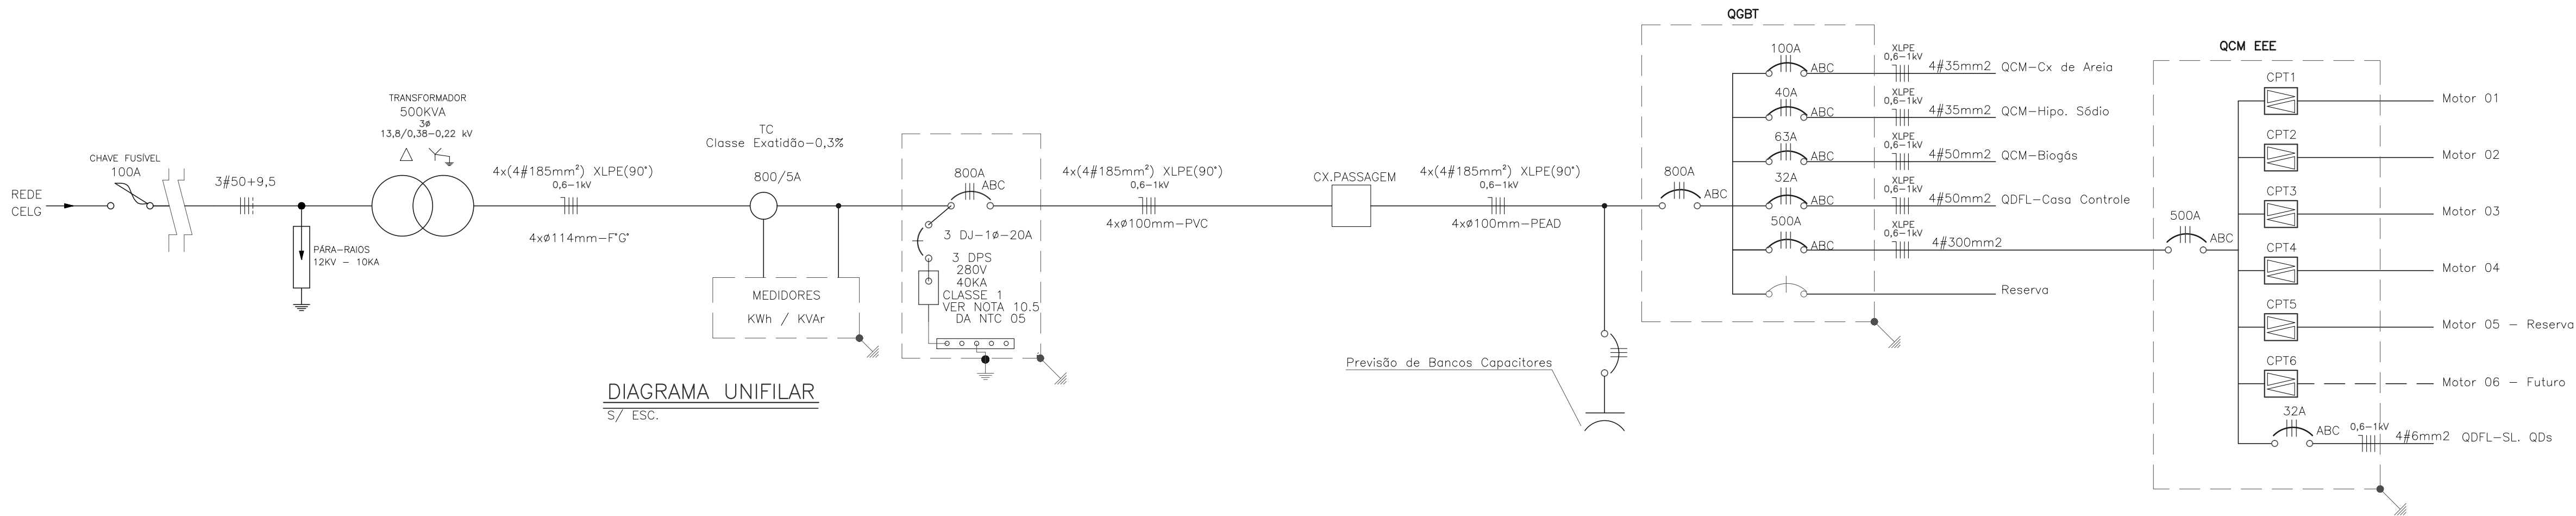 REDE
CELG
CHAVE FUSÍVEL
100A
3#50+9,5
PÁRA-RAIOS
12KV - 10KA
TRANSFORMADOR
500KVA
3ø
13,8/0,38-0,22 kV
4x(4#185mm²) XLPE(90°)
0,6-1kV
4xø114mm-F°G°
TC
Classe Exatidão-0,3%
800/5A
MEDIDORES
KWh / KVAr
800A
ABC
3 DJ-1ø-20A
3 DPS
280V
40KA
CLASSE 1
VER NOTA 10.5
DA NTC 05
4x(4#185mm²) XLPE(90°)
0,6-1kV
4xø100mm-PVC
CX.PASSAGEM
4x(4#185mm²) XLPE(90°)
0,6-1kV
4xø100mm-PEAD
Previsão de Bancos Capacitores
QGBT
800A
ABC
100A
ABC
XLPE
0,6-1kV
4#35mm2 QCM-Cx de Areia
40A
ABC
XLPE
0,6-1kV
4#35mm2 QCM-Hipo. Sódio
63A
ABC
XLPE
0,6-1kV
4#50mm2 QCM-Biogás
32A
ABC
XLPE
0,6-1kV
4#50mm2 QDFL-Casa Controle
500A
ABC
XLPE
0,6-1kV
4#300mm2
Reserva
QCM EEE
500A
ABC
CPT1
Motor 01
CPT2
Motor 02
CPT3
Motor 03
CPT4
Motor 04
CPT5
Motor 05 - Reserva
CPT6
Motor 06 - Futuro
32A
ABC
0,6-1kV
4#6mm2 QDFL-SL. QDs
DIAGRAMA UNIFILAR
S/ ESC.